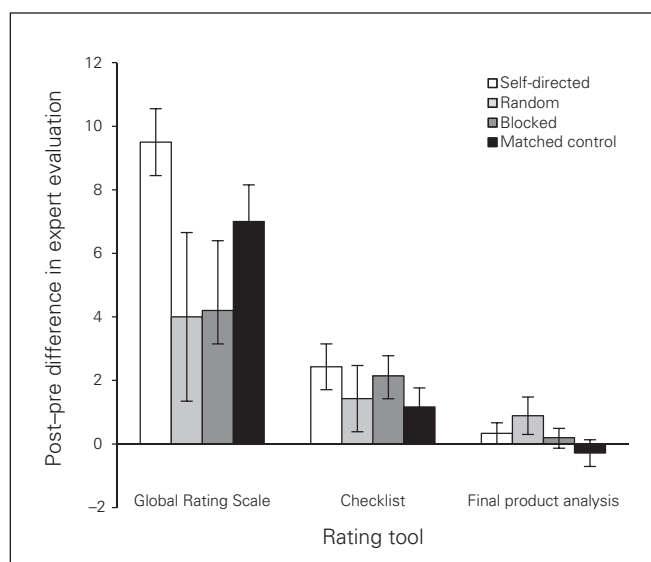 12
10
8
6
4
2
0
–2
Post–pre difference in expert evaluation
Self-directed
Random
Blocked
Matched control
Global Rating Scale
Checklist
Final product analysis
Rating tool